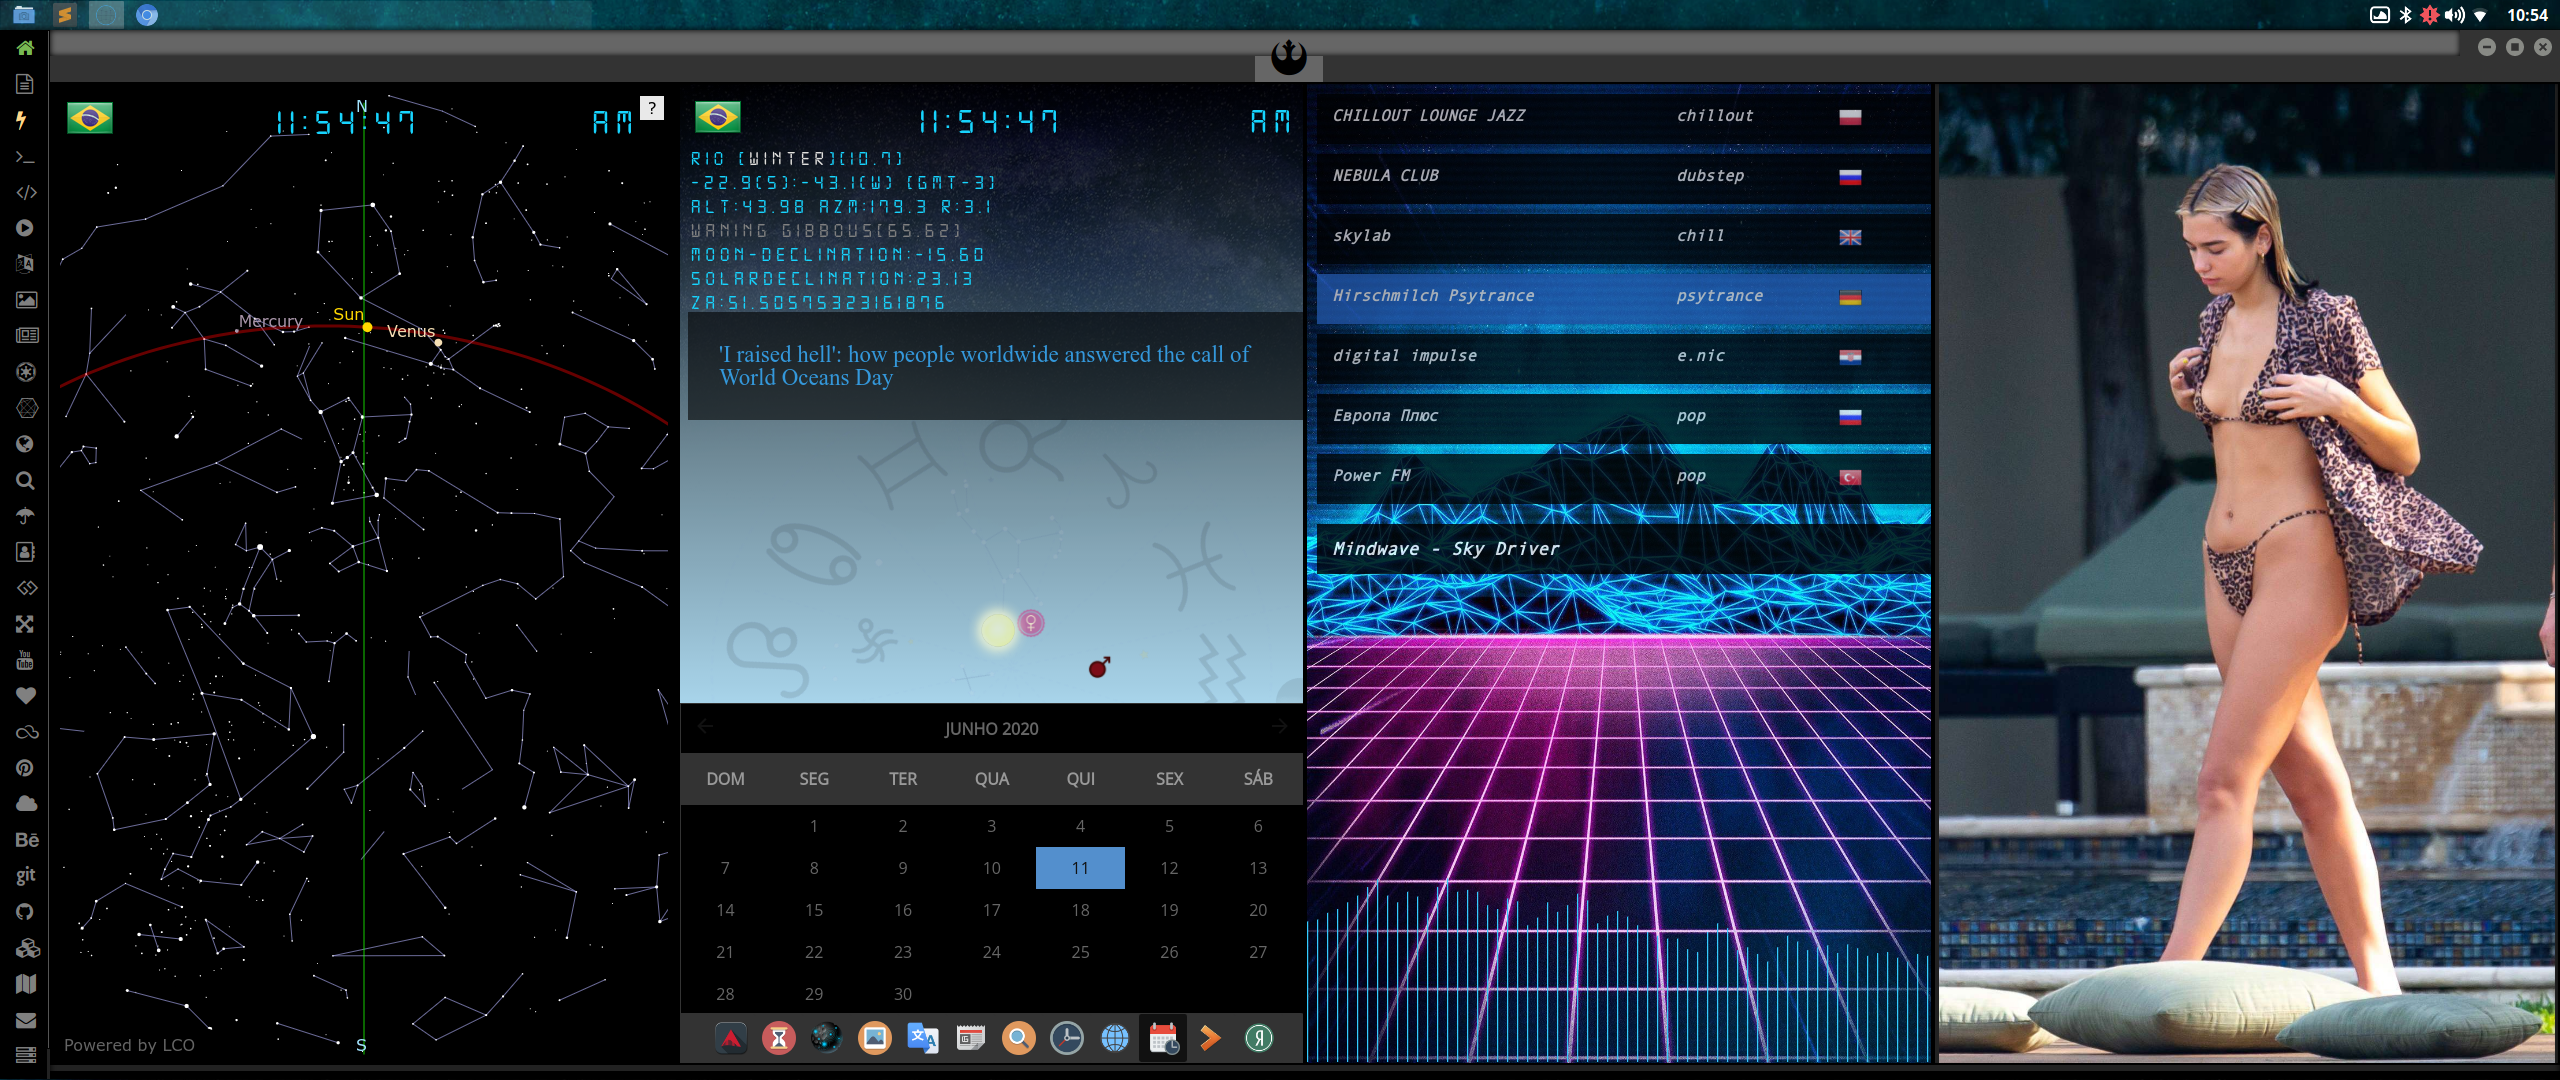 10:54
N
11:54:47
AM
?
Mercury
Sun
Venus
S
Powered by LCO
You
Tube
Bē
git
11:54:47
AM
RIO [WINTER][10.7]
-22.9(S):-43.1(W) [GMT-3]
ALT:43.98 AZM:179.3 R:3.1
WANING GIBBOUS[65.62]
MOON-DECLINATION:-15.60
SOLARDECLINATION:23.13
ZA:51.50575323161876
'I raised hell': how people worldwide answered the call of
World Oceans Day
JUNHO 2020
DOM SEG TER QUA QUI SEX SÁB
1 2 3 4 5 6
7 8 9 10 11 12 13
14 15 16 17 18 19 20
21 22 23 24 25 26 27
28 29 30
CHILLOUT LOUNGE JAZZ chillout
NEBULA CLUB dubstep
skylab chill
Hirschmilch Psytrance psytrance
digital impulse e.nic
Европа Плюс pop
Power FM pop
Mindwave - Sky Driver